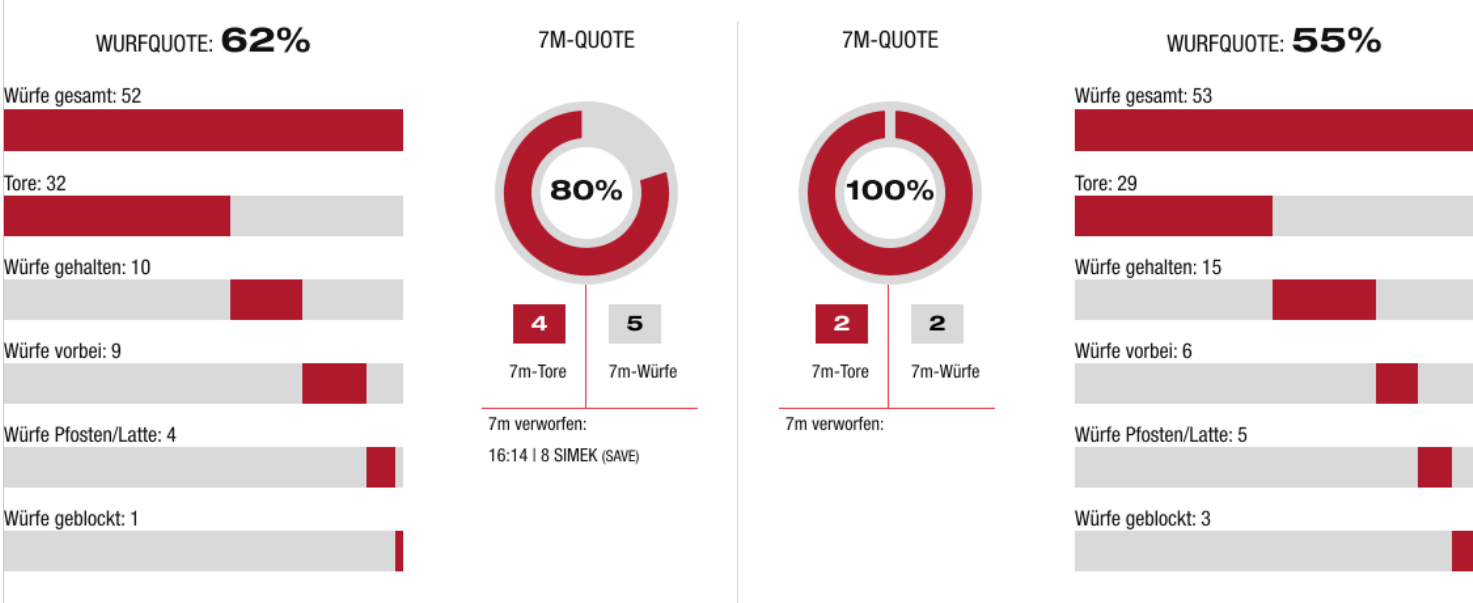 WURFQUOTE: 62%
Würfe gesamt: 52
Tore: 32
Würfe gehalten: 10
Würfe vorbei: 9
Würfe Pfosten/Latte: 4
Würfe geblockt: 1
7M-QUOTE
80%
4
5
7m-Tore
7m-Würfe
7m verworfen:
16:14 | 8 SIMEK (SAVE)
7M-QUOTE
100%
2
2
7m-Tore
7m-Würfe
7m verworfen:
WURFQUOTE: 55%
Würfe gesamt: 53
Tore: 29
Würfe gehalten: 15
Würfe vorbei: 6
Würfe Pfosten/Latte: 5
Würfe geblockt: 3